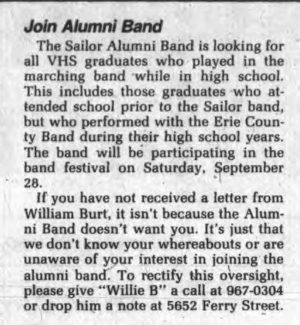 Join Alumni Band
The Sailor Alumni Band is looking for
all VHS graduates who played in the
marching band while in high school.
This includes those graduates who at-
tended school prior to the Sailor band,
but who performed with the Erie Coun-
ty Band during their high school years.
The band will be participating in the
band festival on Saturday, September
28.
If you have not received a letter from
William Burt, it isn't because the Alum-
ni Band doesn't want you. It's just that
we don't know your whereabouts or are
unaware of your interest in joining the
alumni band. To rectify this oversight,
please give "Willie B" a call at 967-0304
or drop him a note at 5652 Ferry Street.